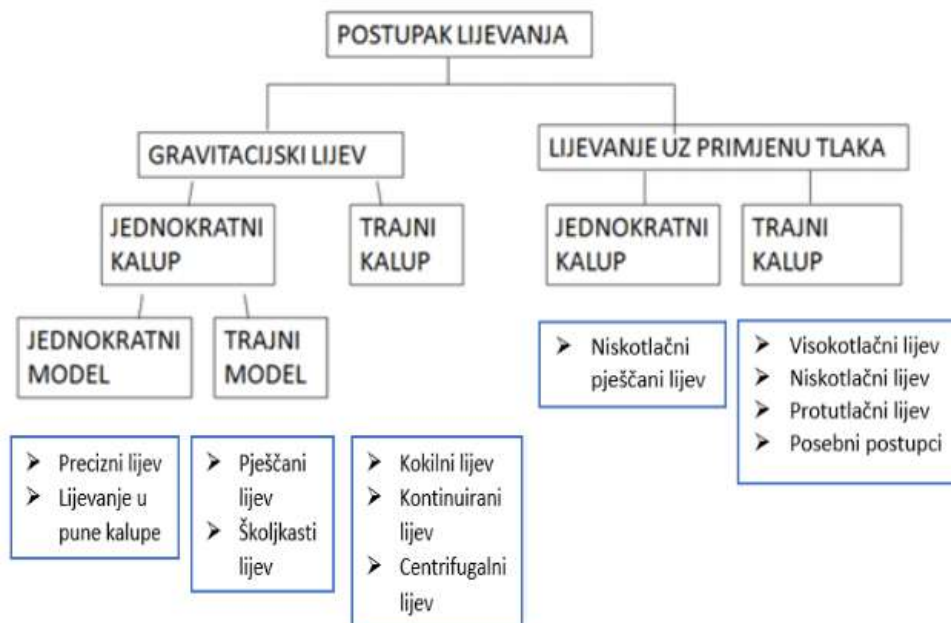 POSTUPAK LIJEVANJA
GRAVITACIJSKI LIJEV
LIJEVANJE UZ PRIMJENU TLAKA
JEDNOKRATNI
KALUP
TRAJNI
KALUP
JEDNOKRATNI
KALUP
TRAJNI
KALUP
JEDNOKRATNI
MODEL
TRAJNI
MODEL
Niskotlačni
pješčani lijev
Visokotlačni lijev
Niskotlačni lijev
Protutlačni lijev
Posebni postupci
Precizni lijev
Lijevanje u
pune kalupe
Pješčani
lijev
Školjkasti
lijev
Kokilni lijev
Kontinuirani
lijev
Centrifugalni
lijev